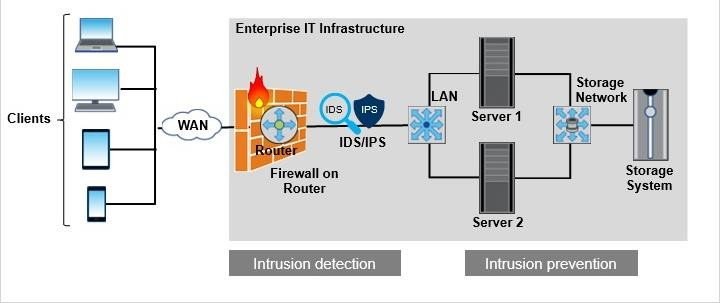 Enterprise IT Infrastructure
Clients
WAN
Router
Firewall on
Router
IDS
IPS
IDS/IPS
LAN
Server 1
Server 2
Storage
Network
Storage
System
Intrusion detection
Intrusion prevention